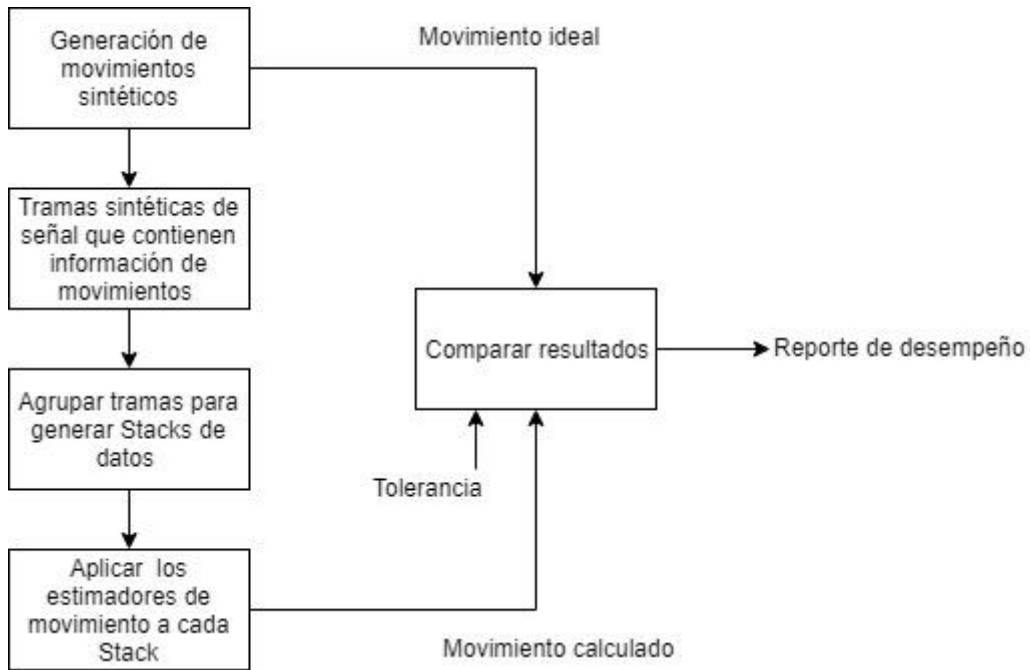 Generación de
movimientos
sintéticos
Movimiento ideal
Tramas sintéticas de
señal que contienen
información de
movimientos
Comparar resultados
Reporte de desempeño
Agrupar tramas para
generar Stacks de
datos
Tolerancia
Aplicar los
estimadores de
movimiento a cada
Stack
Movimiento calculado